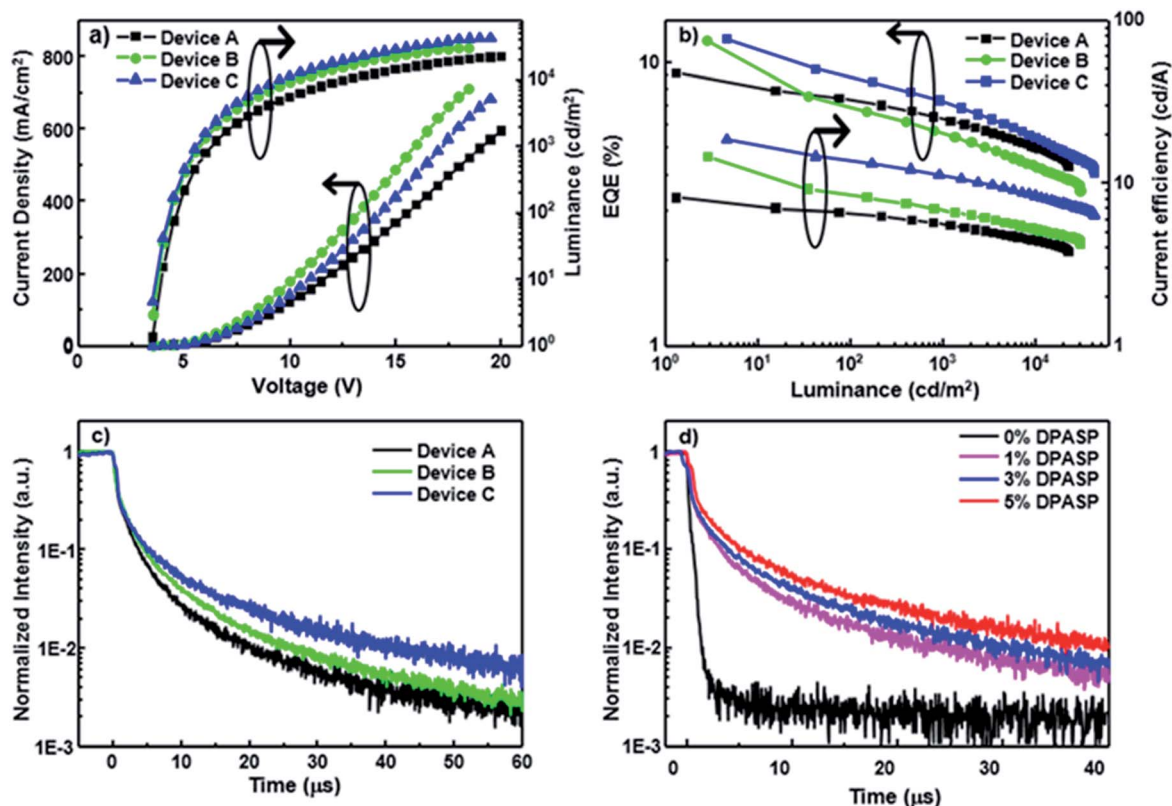 a)
Device A
Device B
Device C
Current Density (mA/cm²)
800
600
400
200
0
5
10
15
20
Voltage (V)
10⁴
10³
10²
10¹
10⁰
Luminance (cd/m²)
b)
Device A
Device B
Device C
EQE (%)
10
1
10⁰
10¹
10²
10³
10⁴
Luminance (cd/m²)
100
10
1
Current efficiency (cd/A)
c)
Device A
Device B
Device C
Normalized Intensity (a.u.)
1
1E-1
1E-2
1E-3
0
10
20
30
40
50
60
Time (μs)
d)
0% DPASP
1% DPASP
3% DPASP
5% DPASP
Normalized Intensity (a.u.)
1
1E-1
1E-2
1E-3
0
10
20
30
40
Time (μs)